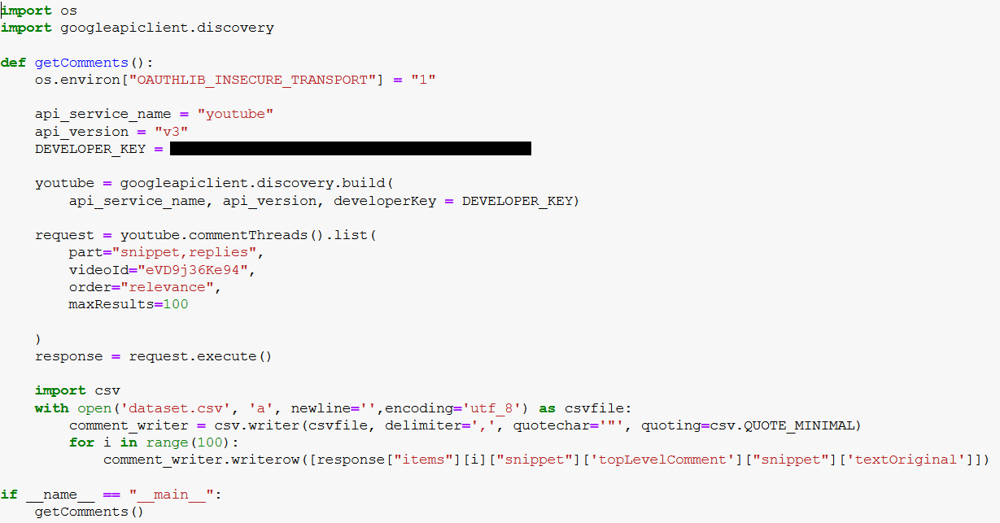 import os
import googleapiclient.discovery
def getComments():
os.environ["OAUTHLIB_INSECURE_TRANSPORT"] = "1"
api_service_name = "youtube"
api_version = "v3"
DEVELOPER_KEY =
youtube = googleapiclient.discovery.build(
api_service_name, api_version, developerKey = DEVELOPER_KEY)
request = youtube.commentThreads().list(
part="snippet,replies",
videoId="eVD9j36Ke94",
order="relevance",
maxResults=100
)
response = request.execute()
import csv
with open('dataset.csv', 'a', newline='',encoding='utf_8') as csvfile:
comment_writer = csv.writer(csvfile, delimiter=',', quotechar='"', quoting=csv.QUOTE_MINIMAL)
for i in range(100):
comment_writer.writerow([response["items"][i]["snippet"]['topLevelComment']["snippet"]['textOriginal']])
if __name__ == "__main__":
getComments()